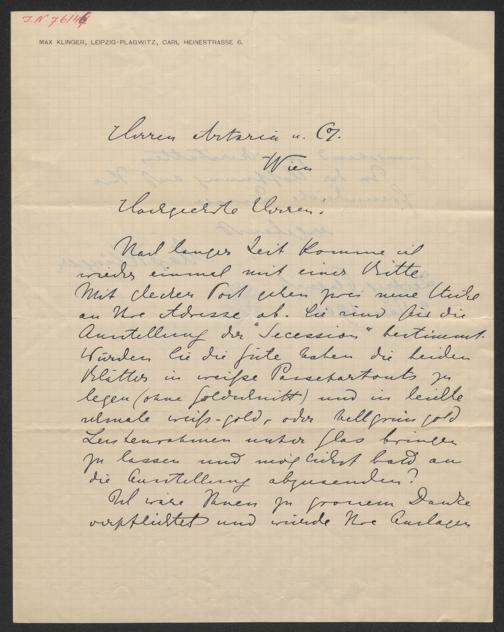 I.N 76146
MAX KLINGER, LEIPZIG-PLAGWITZ, CARL HEINESTRASSE 6.
Herren Artaria u. Co.
Wien
Hochgeehrte Herren.
Nach langer Zeit komme ich
wieder einmal mit einer Bitte.
Mit gleicher Post gehen zwei neue Stiche
an Ihre Adresse ab. Sie sind für die
Ausstellung der "Secession" bestimmt.
Würden Sie die Güte haben die beiden
Blätter in weiße Passepartouts zu
legen (ohne Goldschnitt) und in leichte
schmale weiß-gold, oder hellgrün gold
Leistenrahmen unter Glas bringen
zu lassen und möglichst bald an
die Ausstellung abzusenden?
Ich wäre Ihnen zu grossem Danke
verpflichtet und würde Ihre Auslagen